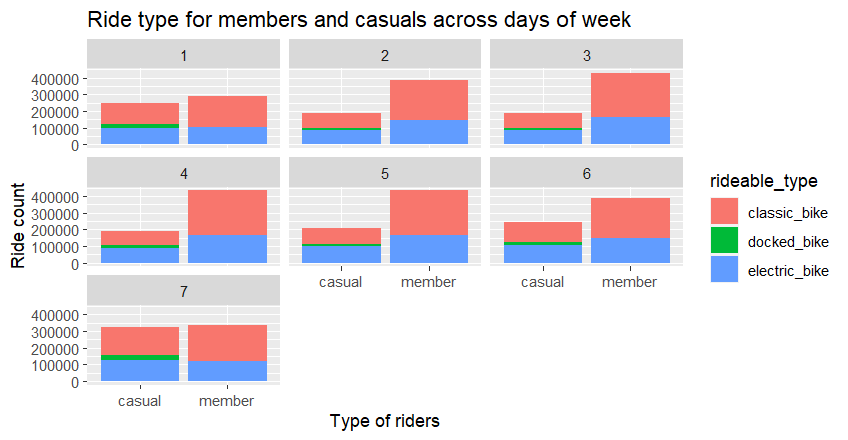 Ride type for members and casuals across days of week
1 2 3
400000
300000
200000
100000
0
4 5 6
400000
300000
200000
100000
0
casual member casual member
7
400000
300000
200000
100000
0
casual member
Ride count
Type of riders
rideable_type
classic_bike
docked_bike
electric_bike